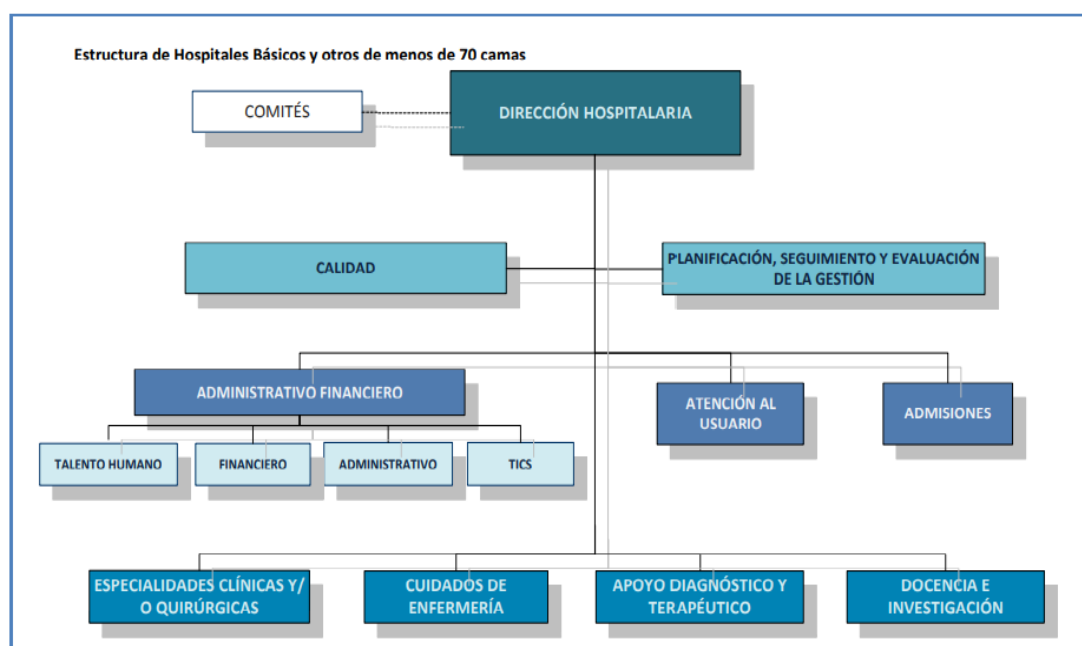 Estructura de Hospitales Básicos y otros de menos de 70 camas
COMITÉS
DIRECCIÓN HOSPITALARIA
CALIDAD
PLANIFICACIÓN, SEGUIMIENTO Y EVALUACIÓN
DE LA GESTIÓN
ADMINISTRATIVO FINANCIERO
ATENCIÓN AL
USUARIO
ADMISIONES
TALENTO HUMANO
FINANCIERO
ADMINISTRATIVO
TICS
ESPECIALIDADES CLÍNICAS Y/
O QUIRÚRGICAS
CUIDADOS DE
ENFERMERÍA
APOYO DIAGNÓSTICO Y
TERAPÉUTICO
DOCENCIA E
INVESTIGACIÓN